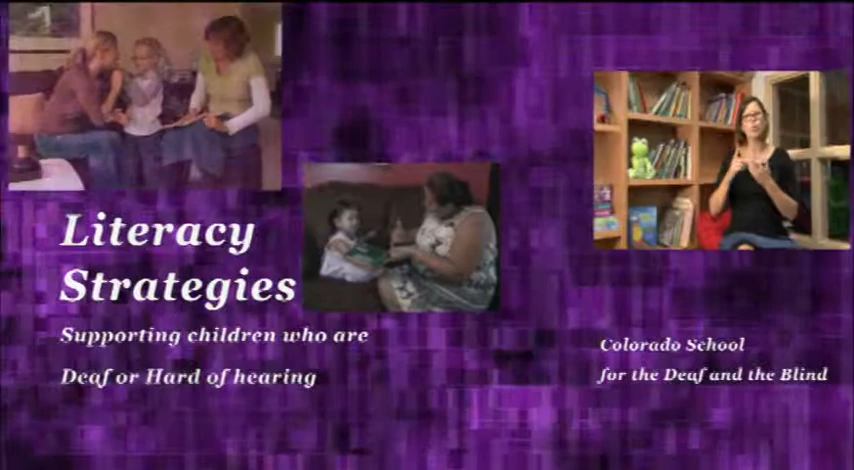 Literacy
Strategies
Supporting children who are
Deaf or Hard of hearing
Colorado School
for the Deaf and the Blind